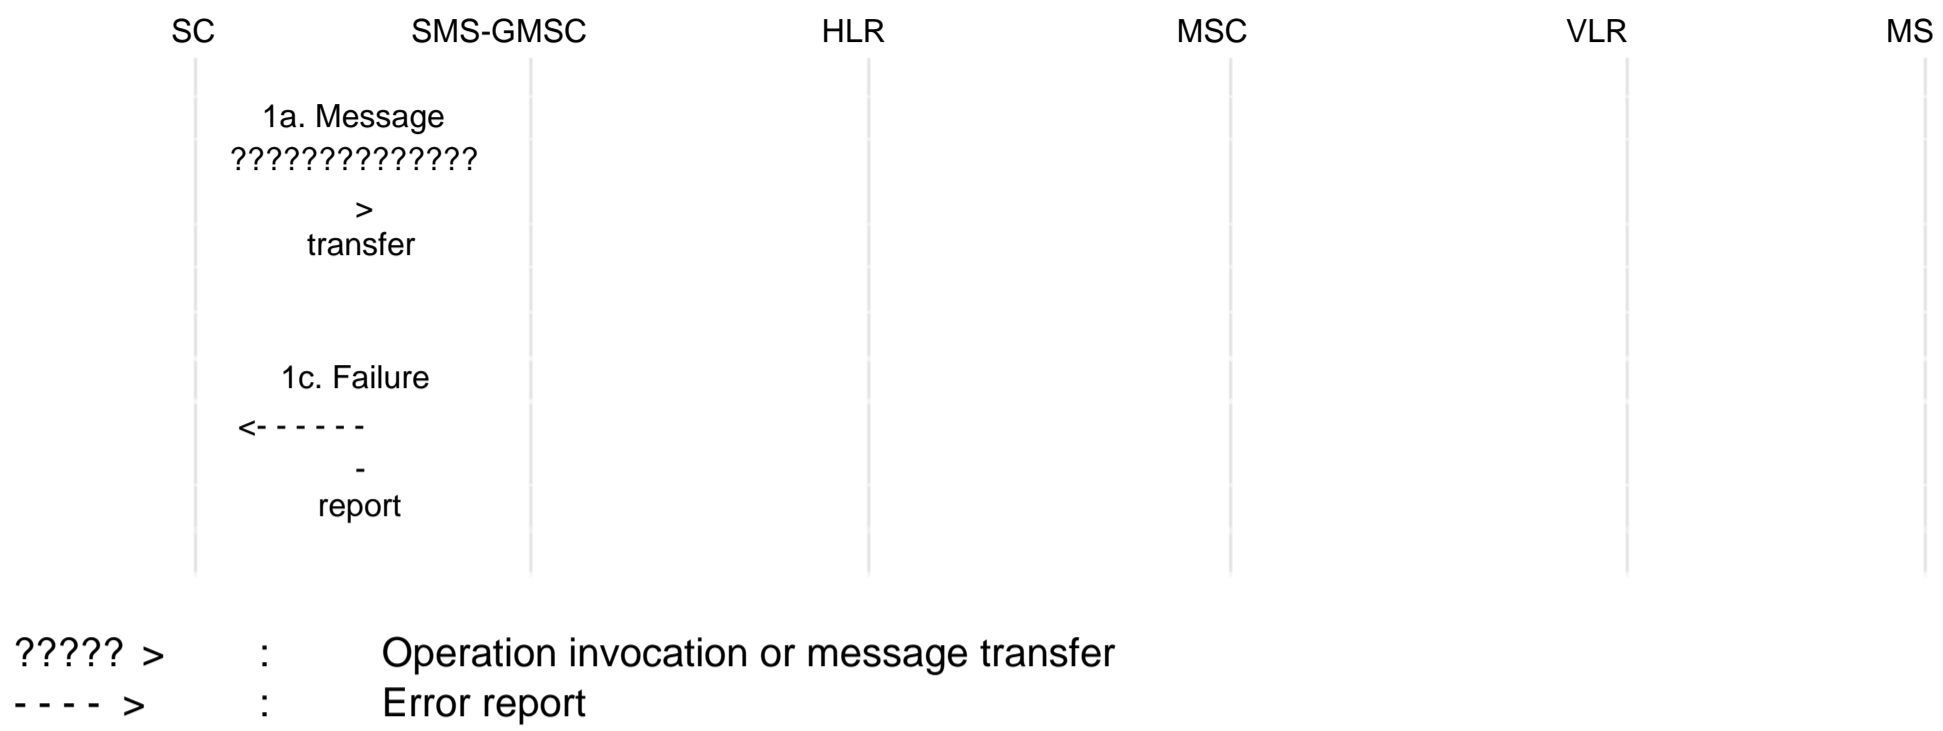 SC SMS-GMSC HLR MSC VLR MS
1a. Message
??????????????
>
transfer
1c. Failure
<- - - - - -
-
report
????? > : Operation invocation or message transfer
- - - - > : Error report